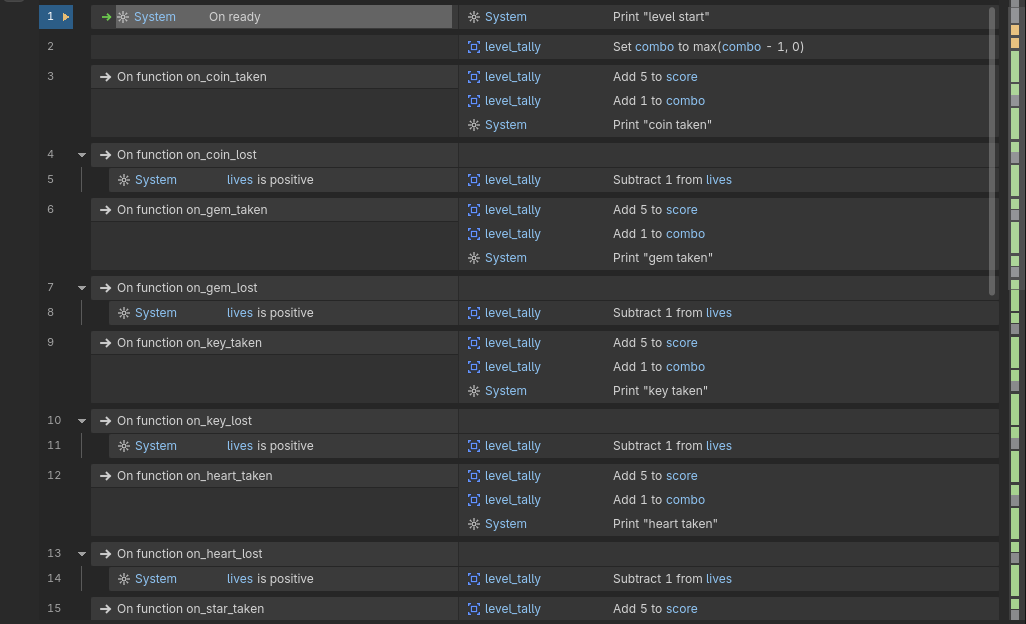 1 System On ready System Print "level start"
2 level_tally Set combo to max(combo - 1, 0)
3 On function on_coin_taken level_tally Add 5 to score
level_tally Add 1 to combo
System Print "coin taken"
4 On function on_coin_lost
5 System lives is positive level_tally Subtract 1 from lives
6 On function on_gem_taken level_tally Add 5 to score
level_tally Add 1 to combo
System Print "gem taken"
7 On function on_gem_lost
8 System lives is positive level_tally Subtract 1 from lives
9 On function on_key_taken level_tally Add 5 to score
level_tally Add 1 to combo
System Print "key taken"
10 On function on_key_lost
11 System lives is positive level_tally Subtract 1 from lives
12 On function on_heart_taken level_tally Add 5 to score
level_tally Add 1 to combo
System Print "heart taken"
13 On function on_heart_lost
14 System lives is positive level_tally Subtract 1 from lives
15 On function on_star_taken level_tally Add 5 to score